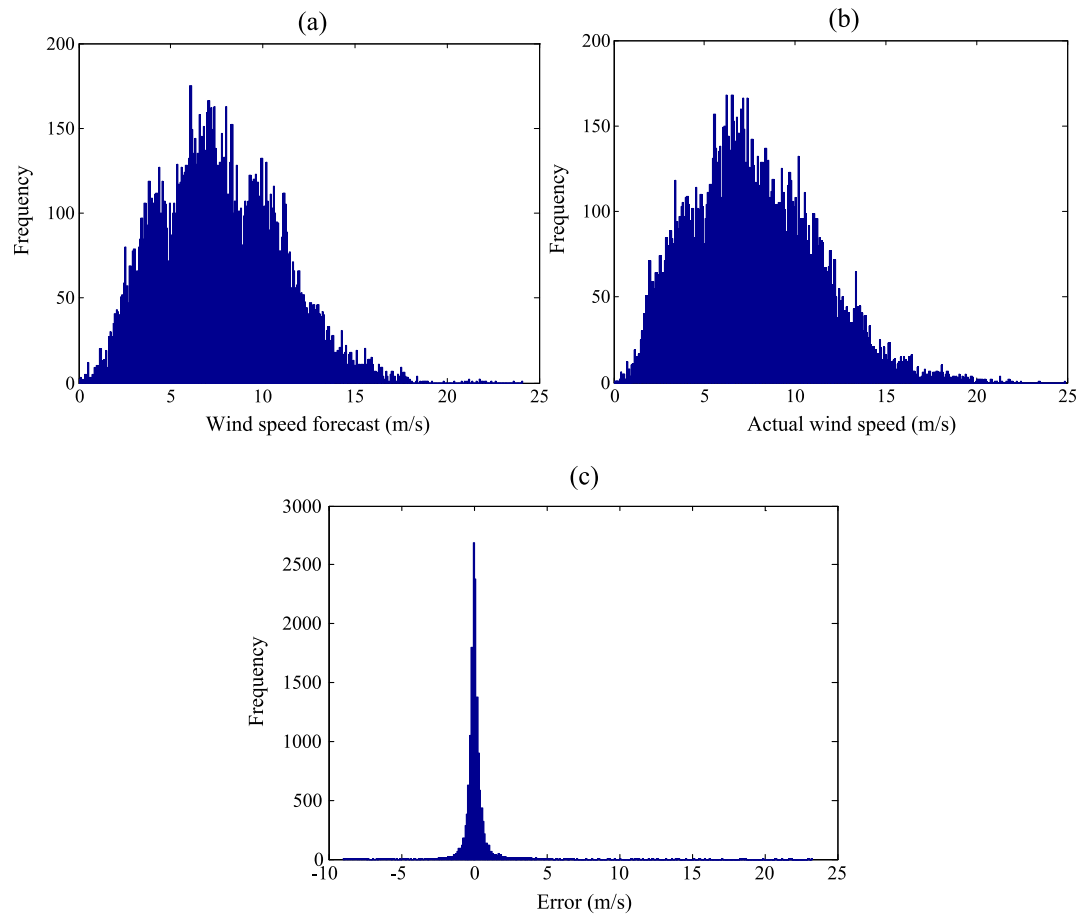 (a)
200
150
100
50
0
Frequency
0 5 10 15 20 25
Wind speed forecast (m/s)
(b)
200
150
100
50
0
Frequency
0 5 10 15 20 25
Actual wind speed (m/s)
(c)
3000
2500
2000
1500
1000
500
0
Frequency
-10 -5 0 5 10 15 20 25
Error (m/s)